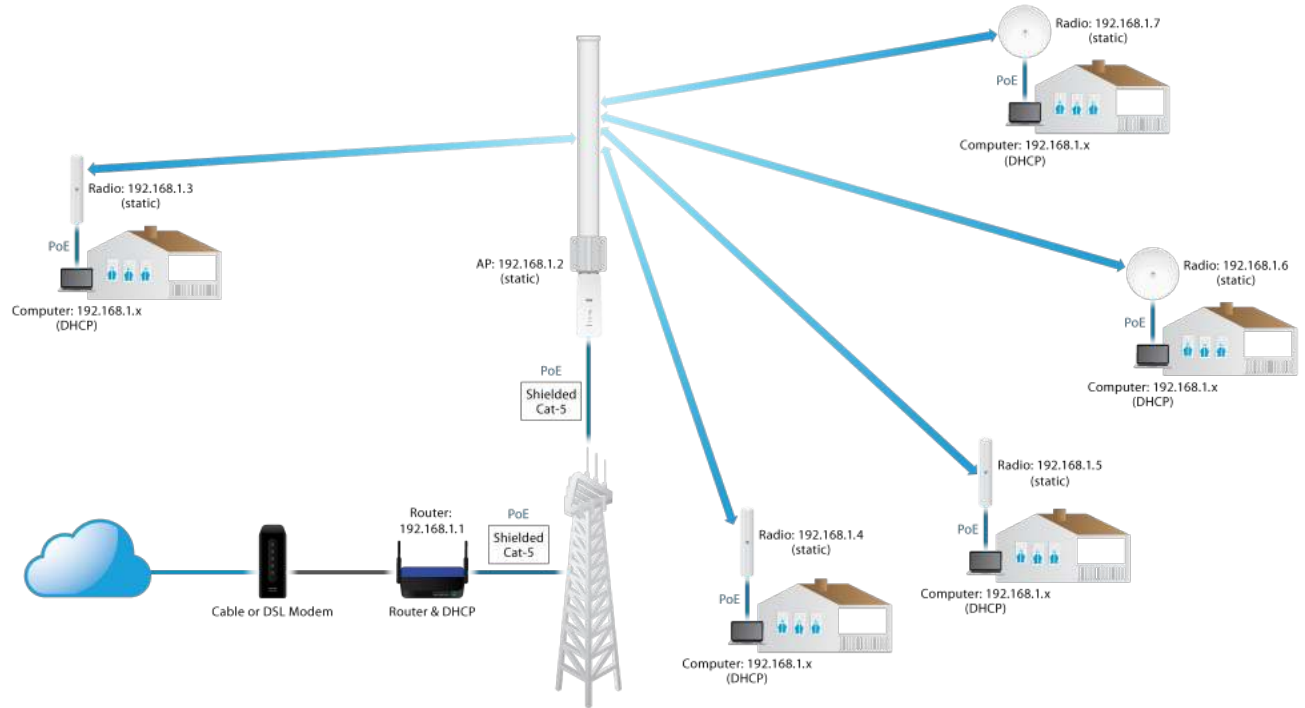 Radio: 192.168.1.7
(static)
PoE
Computer: 192.168.1.x
(DHCP)
Radio: 192.168.1.3
(static)
PoE
Computer: 192.168.1.x
(DHCP)
AP: 192.168.1.2
(static)
Radio: 192.168.1.6
(static)
PoE
Computer: 192.168.1.x
(DHCP)
PoE
Shielded
Cat-5
Radio: 192.168.1.5
(static)
PoE
Computer: 192.168.1.x
(DHCP)
Router:
192.168.1.1
PoE
Shielded
Cat-5
Cable or DSL Modem
Router & DHCP
Radio: 192.168.1.4
(static)
PoE
Computer: 192.168.1.x
(DHCP)